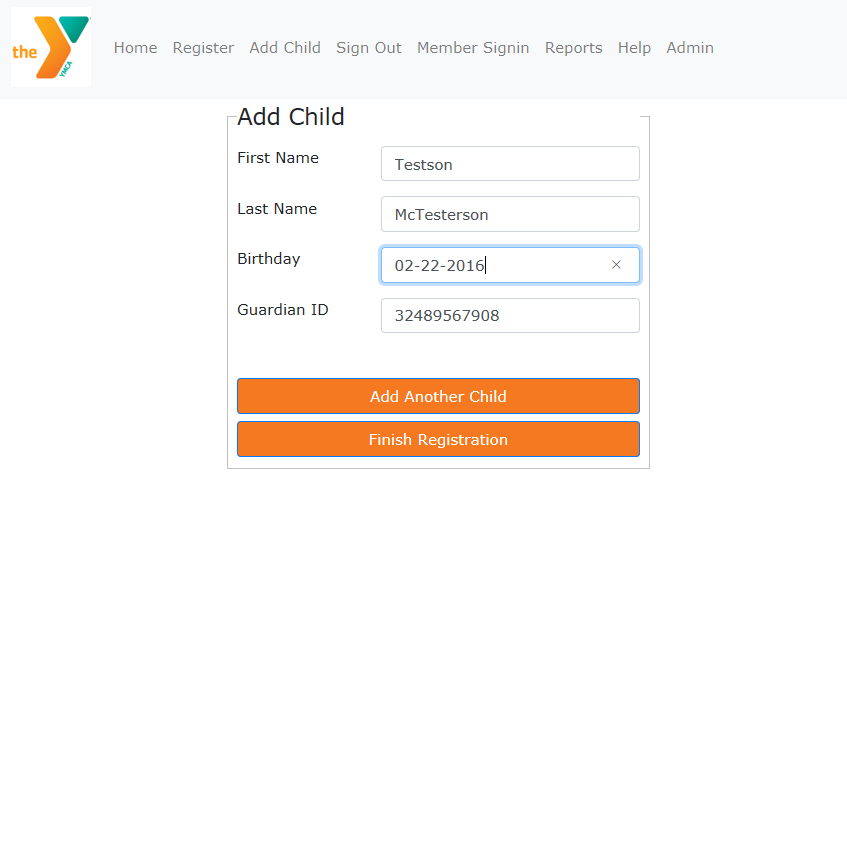 the
YMCA
Home Register Add Child Sign Out Member Signin Reports Help Admin
Add Child
First Name Testson
Last Name McTesterson
Birthday 02-22-2016
Guardian ID 32489567908
Add Another Child
Finish Registration